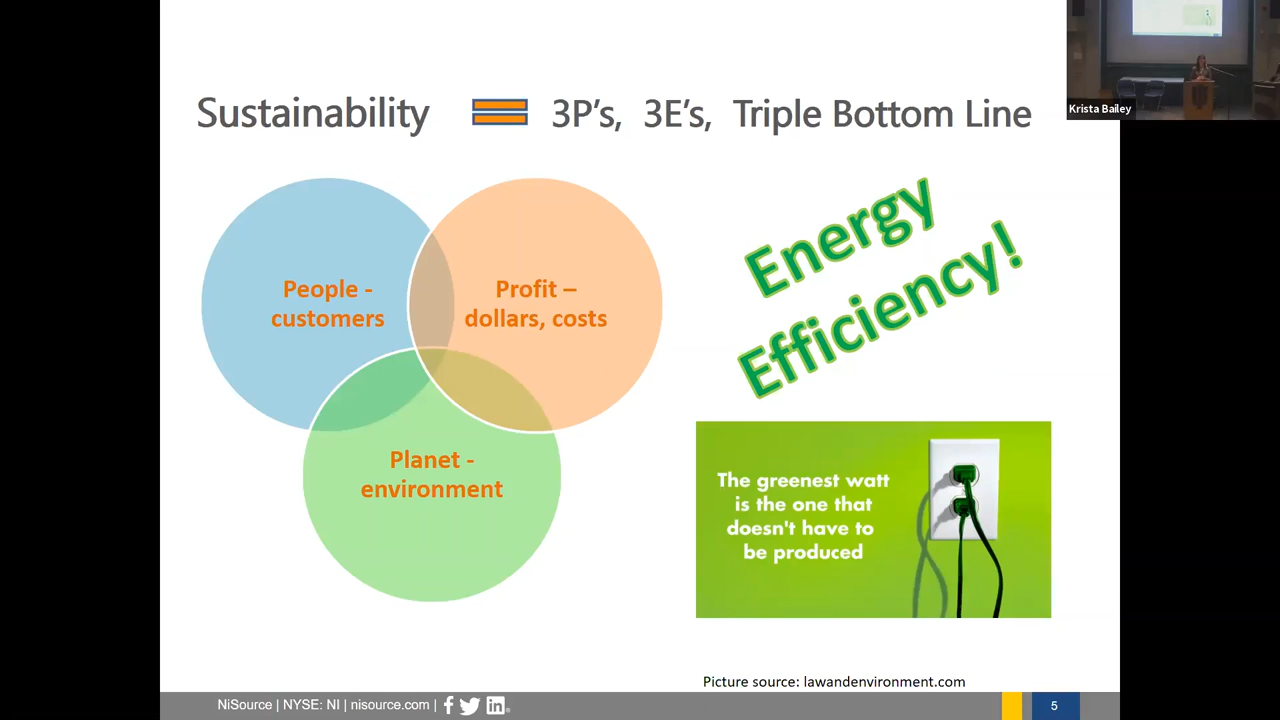 Sustainability = 3P's, 3E's, Triple Bottom Line
Krista Bailey
People -
customers
Profit –
dollars, costs
Planet -
environment
Energy
Efficiency!
The greenest watt
is the one that
doesn't have to
be produced
Picture source: lawandenvironment.com
NiSource | NYSE: NI | nisource.com |
5